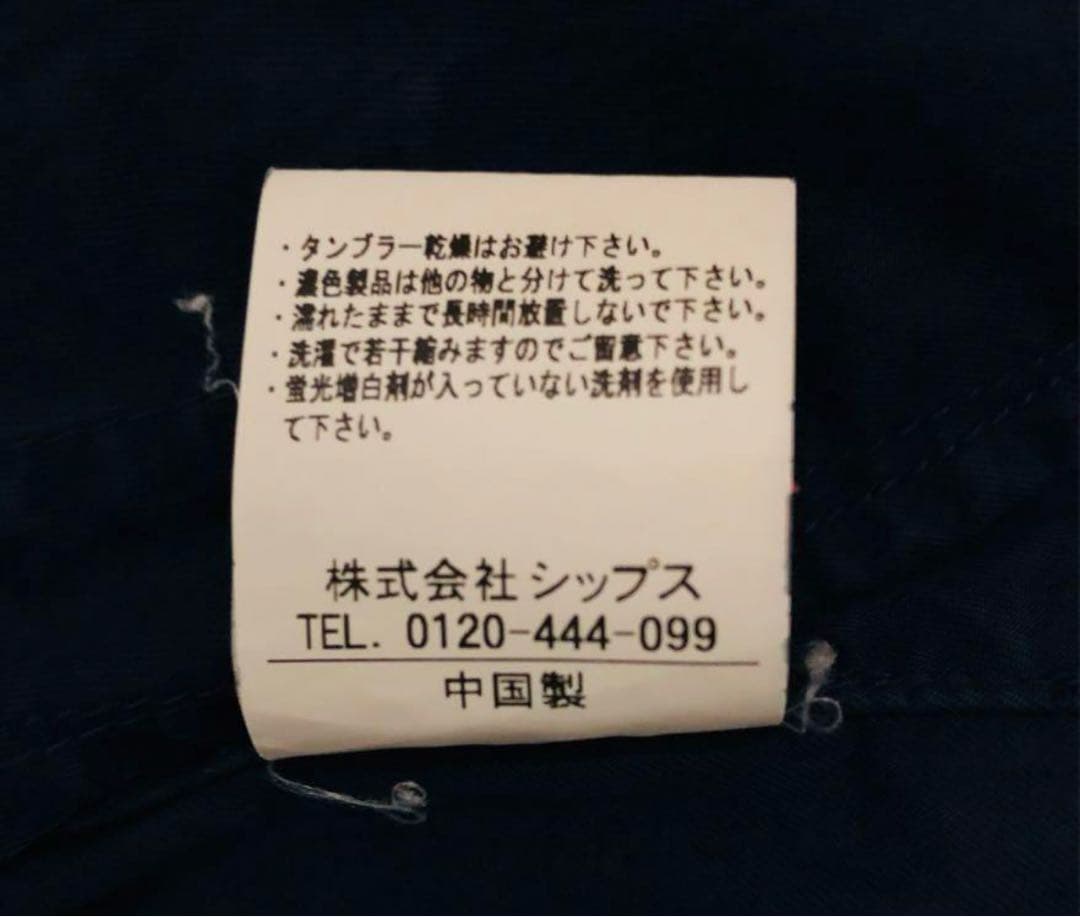 ・タンブラー乾燥はお避け下さい。
・濃色製品は他の物と分けて洗って下さい。
・濡れたままで長時間放置しないで下さい。
・洗濯で若干縮みますのでご留意下さい。
・蛍光増白剤が入っていない洗剤を使用し
て下さい。
株式会社シップス
TEL. 0120-444-099
中国製